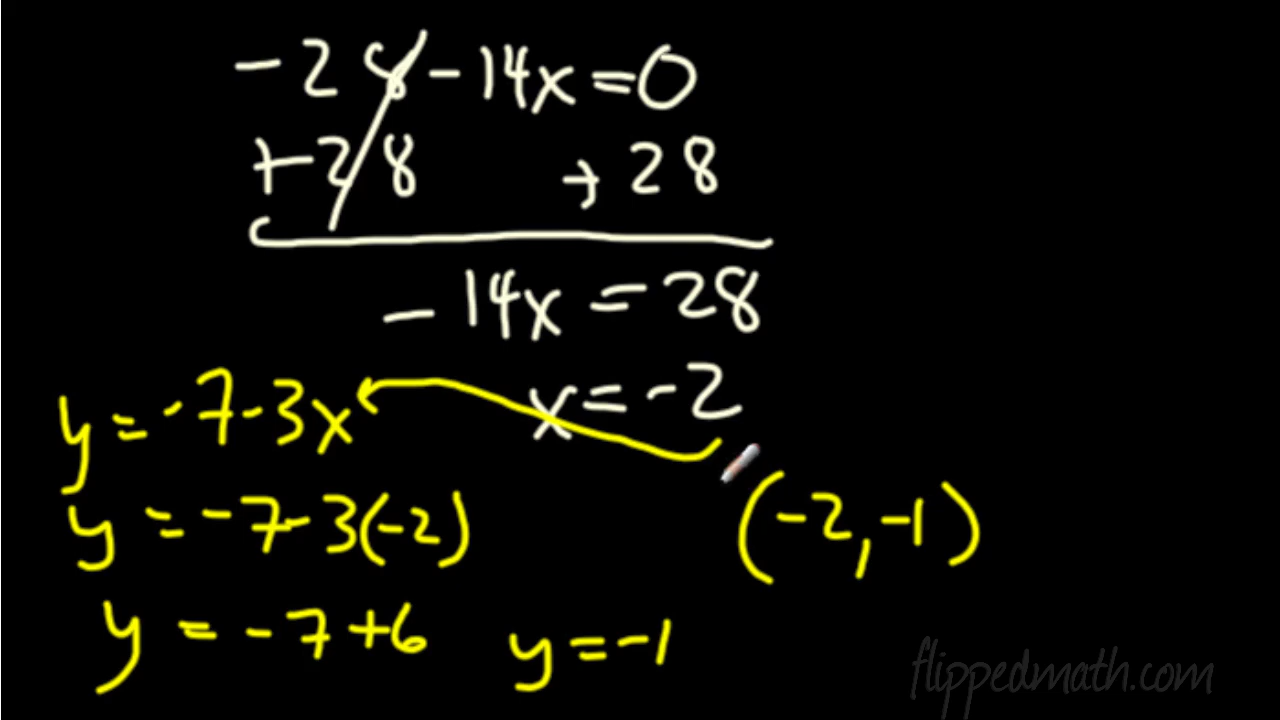 -28-14x=0
+28 +28
-14x=28
x=-2
y=-7-3x
y=-7-3(-2)
(-2,-1)
y=-7+6 y=-1
flippedmath.com